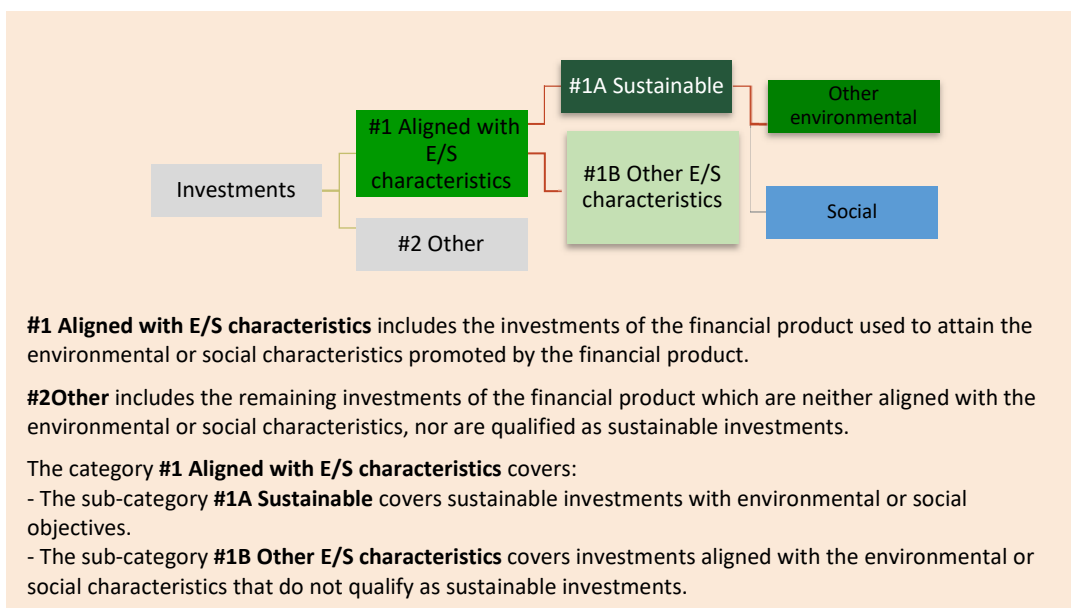 #1A Sustainable
Other
environmental
#1 Aligned with
E/S
characteristics
#1B Other E/S
characteristics
Investments
Social
#2 Other
#1 Aligned with E/S characteristics includes the investments of the financial product used to attain the
environmental or social characteristics promoted by the financial product.
#2Other includes the remaining investments of the financial product which are neither aligned with the
environmental or social characteristics, nor are qualified as sustainable investments.
The category #1 Aligned with E/S characteristics covers:
- The sub-category #1A Sustainable covers sustainable investments with environmental or social
objectives.
- The sub-category #1B Other E/S characteristics covers investments aligned with the environmental or
social characteristics that do not qualify as sustainable investments.